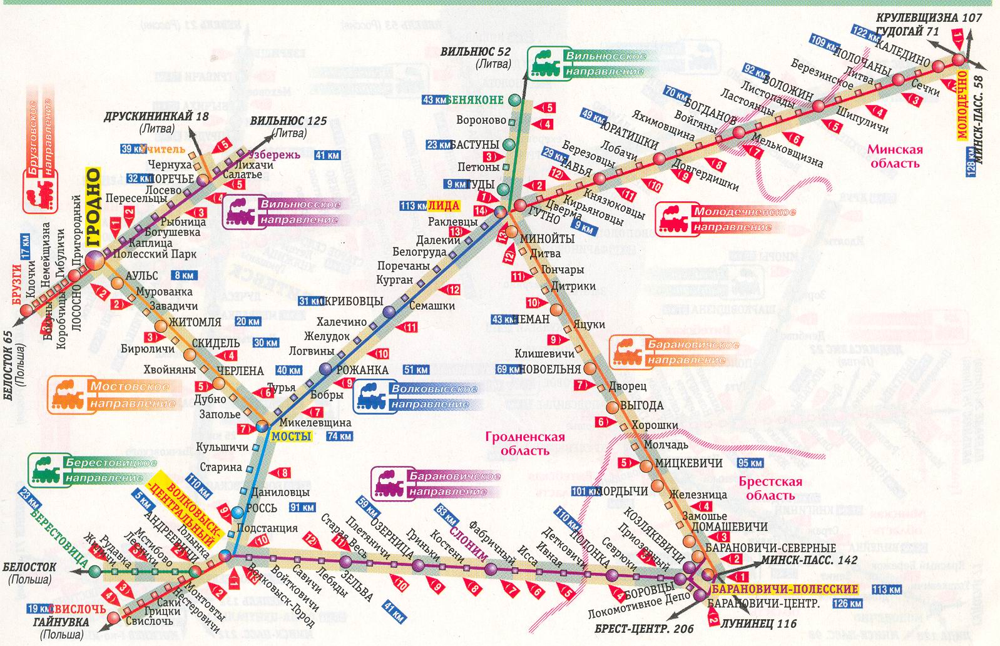 КРУЛЕВЩИЗНА 107
ГУДОГАЙ 71
МИНСК-ПАСС. 58
МОЛОДЕЧНО
128 км
122 км
КАЛЕДИНО
109 км
ПОЛОЧАНЫ
Сечки
Литва
Березинское
92 км
ВОЛОЖИН
Шипуличи
Листопады
Ластоянцы
70 км
БОГДАНОВ
Мельковщизна
Войгяны
Яхимовщина
49 км
ЮРАТИШКИ
Довгердишки
Лобачи
Березовцы
29 км
ГАВЬЯ
Князюковцы
Кирьяновцы
Цверма
ГУТНО
9 км
Молодечненское
направление
Минская
область
ВИЛЬНЮС 52
(Литва)
Вильнюсское
направление
43 км
БЕНЯКОНЕ
Вороново
23 км
БАСТУНЫ
Петюны
9 км
ГУДЫ
113 км
ЛИДА
ДРУСКИНИНКАЙ 18
(Литва)
ВИЛЬНЮС 125
(Литва)
39 км
Учитель
Узбережь
41 км
Чернуха
Лихачи
Салатье
32 км
ПОРЕЧЬЕ
Лосево
Пересельцы
Рыбница
Богушевка
Каплица
Полесский Парк
Вильнюсское
направление
Брузговское
направление
ГРОДНО
17 км
БРУЗГИ
Клочки
Немейщизна
Гибуличи
Пригородный
Бокуны
Коробчицы
ЛОСОСНО
БЕЛОСТОК 65
(Польша)
АУЛЬС
8 км
Мурованка
Завадичи
ЖИТОМЛЯ
20 км
Бирюличи
СКИДЕЛЬ
30 км
Хвойняны
ЧЕРЛЕНА
40 км
Дубно
Заполье
Мостовское
направление
Раклевцы
Далекий
Белогруда
Поречаны
Курган
Семашки
31 км
СКРИБОВЦЫ
Халечино
Желудок
Логвины
РОЖАНКА
51 км
Турья
Бобры
Микелевщина
МОСТЫ
74 км
Волковысское
направление
Кульшичи
Старина
Даниловцы
РОССЬ
91 км
Подстанция
110 км
ВОЛКОВЫСК
-ЦЕНТРАЛЬНЫЙ
МИНОЙТЫ
Дитва
Гончары
Дитрики
43 км
НЕМАН
Яцуки
Клишевичи
69 км
НОВОЕЛЬНЯ
Дворец
ВЫГОДА
Хорошки
Молчадь
МИЦКЕВИЧИ
95 км
101 км
МОРДЫЧИ
Железница
Замошье
ДОМАШЕВИЧИ
БАРАНОВИЧИ-СЕВЕРНЫЕ
МИНСК-ПАСС. 142
БАРАНОВИЧИ-ПОЛЕССКИЕ
113 км
БАРАНОВИЧИ-ЦЕНТР.
126 км
ЛУНИНЕЦ 116
БРЕСТ-ЦЕНТР. 206
Барановичское
направление
Гродненская
область
Брестская
область
Берестовицкое
направление
23 км
БЕРЕСТОВИЦА
Жиличи
Рудавка
Лесники
Мстибово
5 км
АНДРЕЕВИЧИ
Тольянка
БЕЛОСТОК
(Польша)
19 км
СВИСЛОЧЬ
ГАЙНУВКА
(Польша)
Свислочь
Грицки
Саки
Нестеровичи
Монтовты
Барановичское
направление
Волковыск-Город
Войтковичи
Савичи
Лебяды
ЗЕЛЬВА
41 км
Старая Весь
Плетяничи
59 км
ОЗЕРНИЦА
Гриньки
Костени
83 км
СЛОНИМ
Фабричный
Исса
Ивная
Деткович
110 км
ПОЛОНКА
Севрюки
Приозерный
КОЗЛЯКЕВИЧИ
БОРОВЦЫ
Локомотивное Депо